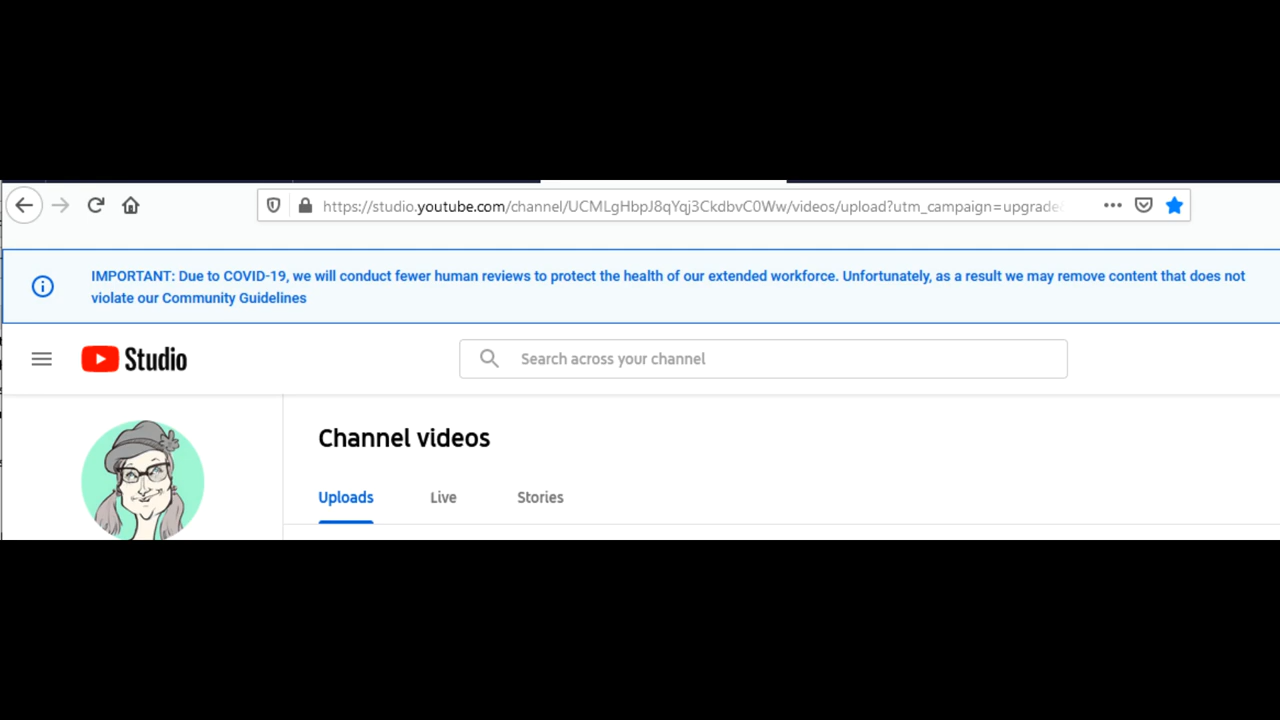 https://studio.youtube.com/channel/UCMLgHbpJ8qYqj3CkdbvC0Ww/videos/upload?utm_campaign=upgrade
IMPORTANT: Due to COVID-19, we will conduct fewer human reviews to protect the health of our extended workforce. Unfortunately, as a result we may remove content that does not
violate our Community Guidelines
Studio
Search across your channel
Channel videos
Uploads
Live
Stories